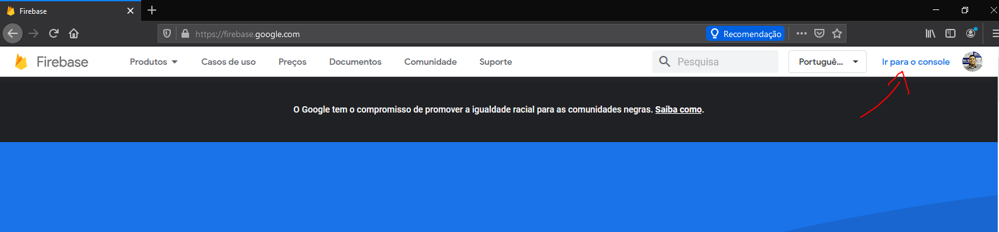 Firebase
https://firebase.google.com
Recomendação
Firebase
Produtos
Casos de uso
Preços
Documentos
Comunidade
Suporte
Pesquisa
Portuguê...
Ir para o console
O Google tem o compromisso de promover a igualdade racial para as comunidades negras. Saiba como.